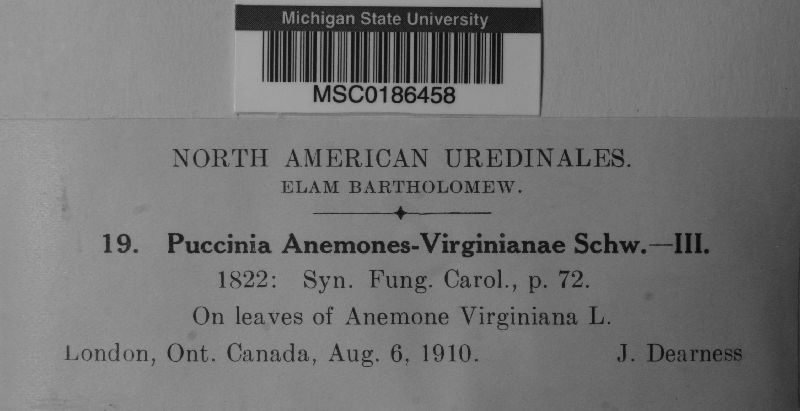 Michigan State University
MSC0186458
NORTH AMERICAN UREDINALES.
ELAM BARTHOLOMEW.
19. Puccinia Anemones-Virginianae Schw.—III.
1822: Syn. Fung. Carol., p. 72.
On leaves of Anemone Virginiana L.
London, Ont. Canada, Aug. 6, 1910. J. Dearness